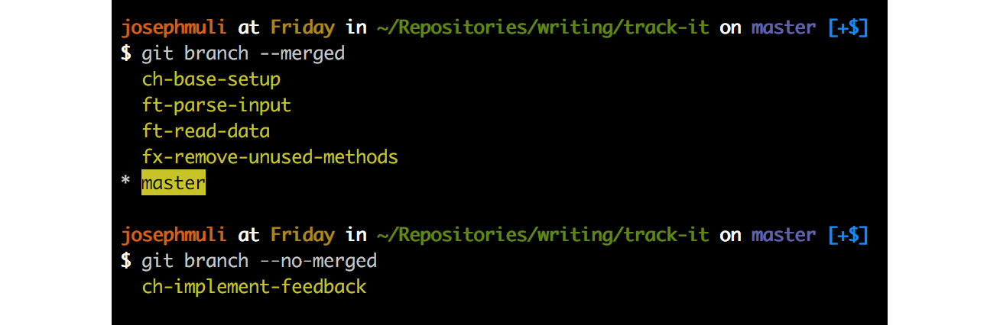 josephmuli at Friday in ~/Repositories/writing/track-it on master [+$]
$ git branch --merged
ch-base-setup
ft-parse-input
ft-read-data
fx-remove-unused-methods
* master
josephmuli at Friday in ~/Repositories/writing/track-it on master [+$]
$ git branch --no-merged
ch-implement-feedback